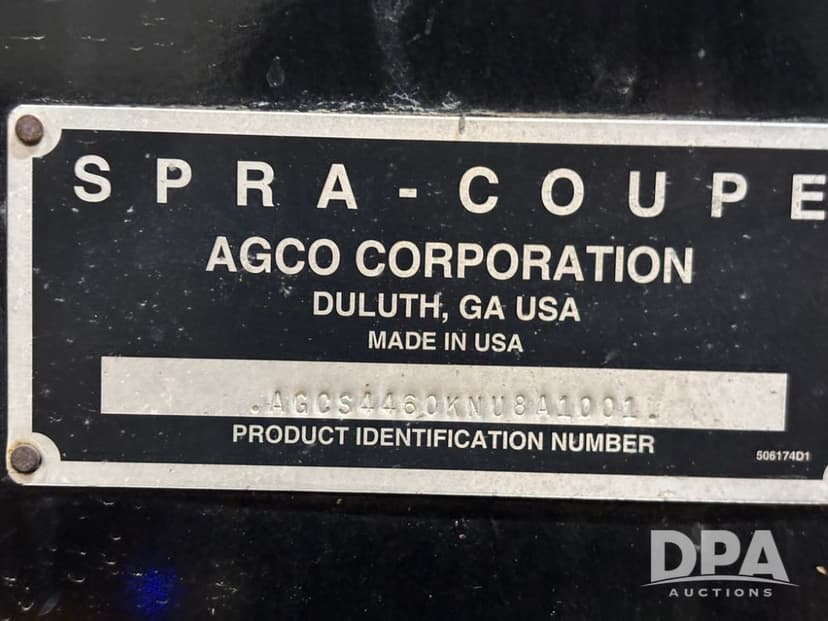 SPRA-COUPE
AGCO CORPORATION
DULUTH, GA USA
MADE IN USA
.AGCS4460KNU8A1001.
PRODUCT IDENTIFICATION NUMBER
506174D1
DPA
AUCTIONS